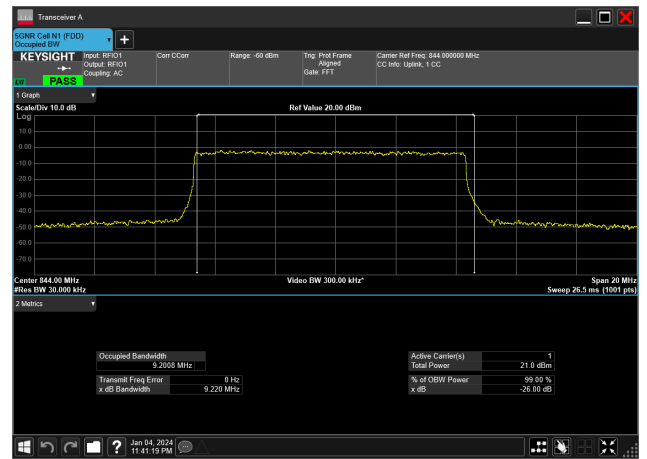 Transceiver A
5GNR Cell N1 (FDD)
Occupied BW
KEYSIGHT
LW PASS
Input: RFIO1
Output: RFIO1
Coupling: AC
Corr CCorr
Range: -60 dBm
Trig: Prot Frame
Aligned
Gate: FFT
Carrier Ref Freq: 844.000000 MHz
CC Info: Uplink, 1 CC
1 Graph
Scale/Div 10.0 dB
Ref Value 20.00 dBm
Log
10.0
0.00
-10.0
-20.0
-30.0
-40.0
-50.0
-60.0
-70.0
Center 844.00 MHz
Video BW 300.00 kHz*
Span 20 MHz
#Res BW 30.000 kHz
Sweep 26.5 ms (1001 pts)
2 Metrics
Occupied Bandwidth
9.2008 MHz
Active Carrier(s) 1
Total Power 21.0 dBm
Transmit Freq Error 0 Hz
x dB Bandwidth 9.220 MHz
% of OBW Power 99.00 %
x dB -26.00 dB
?
Jan 04, 2024
11:41:19 PM